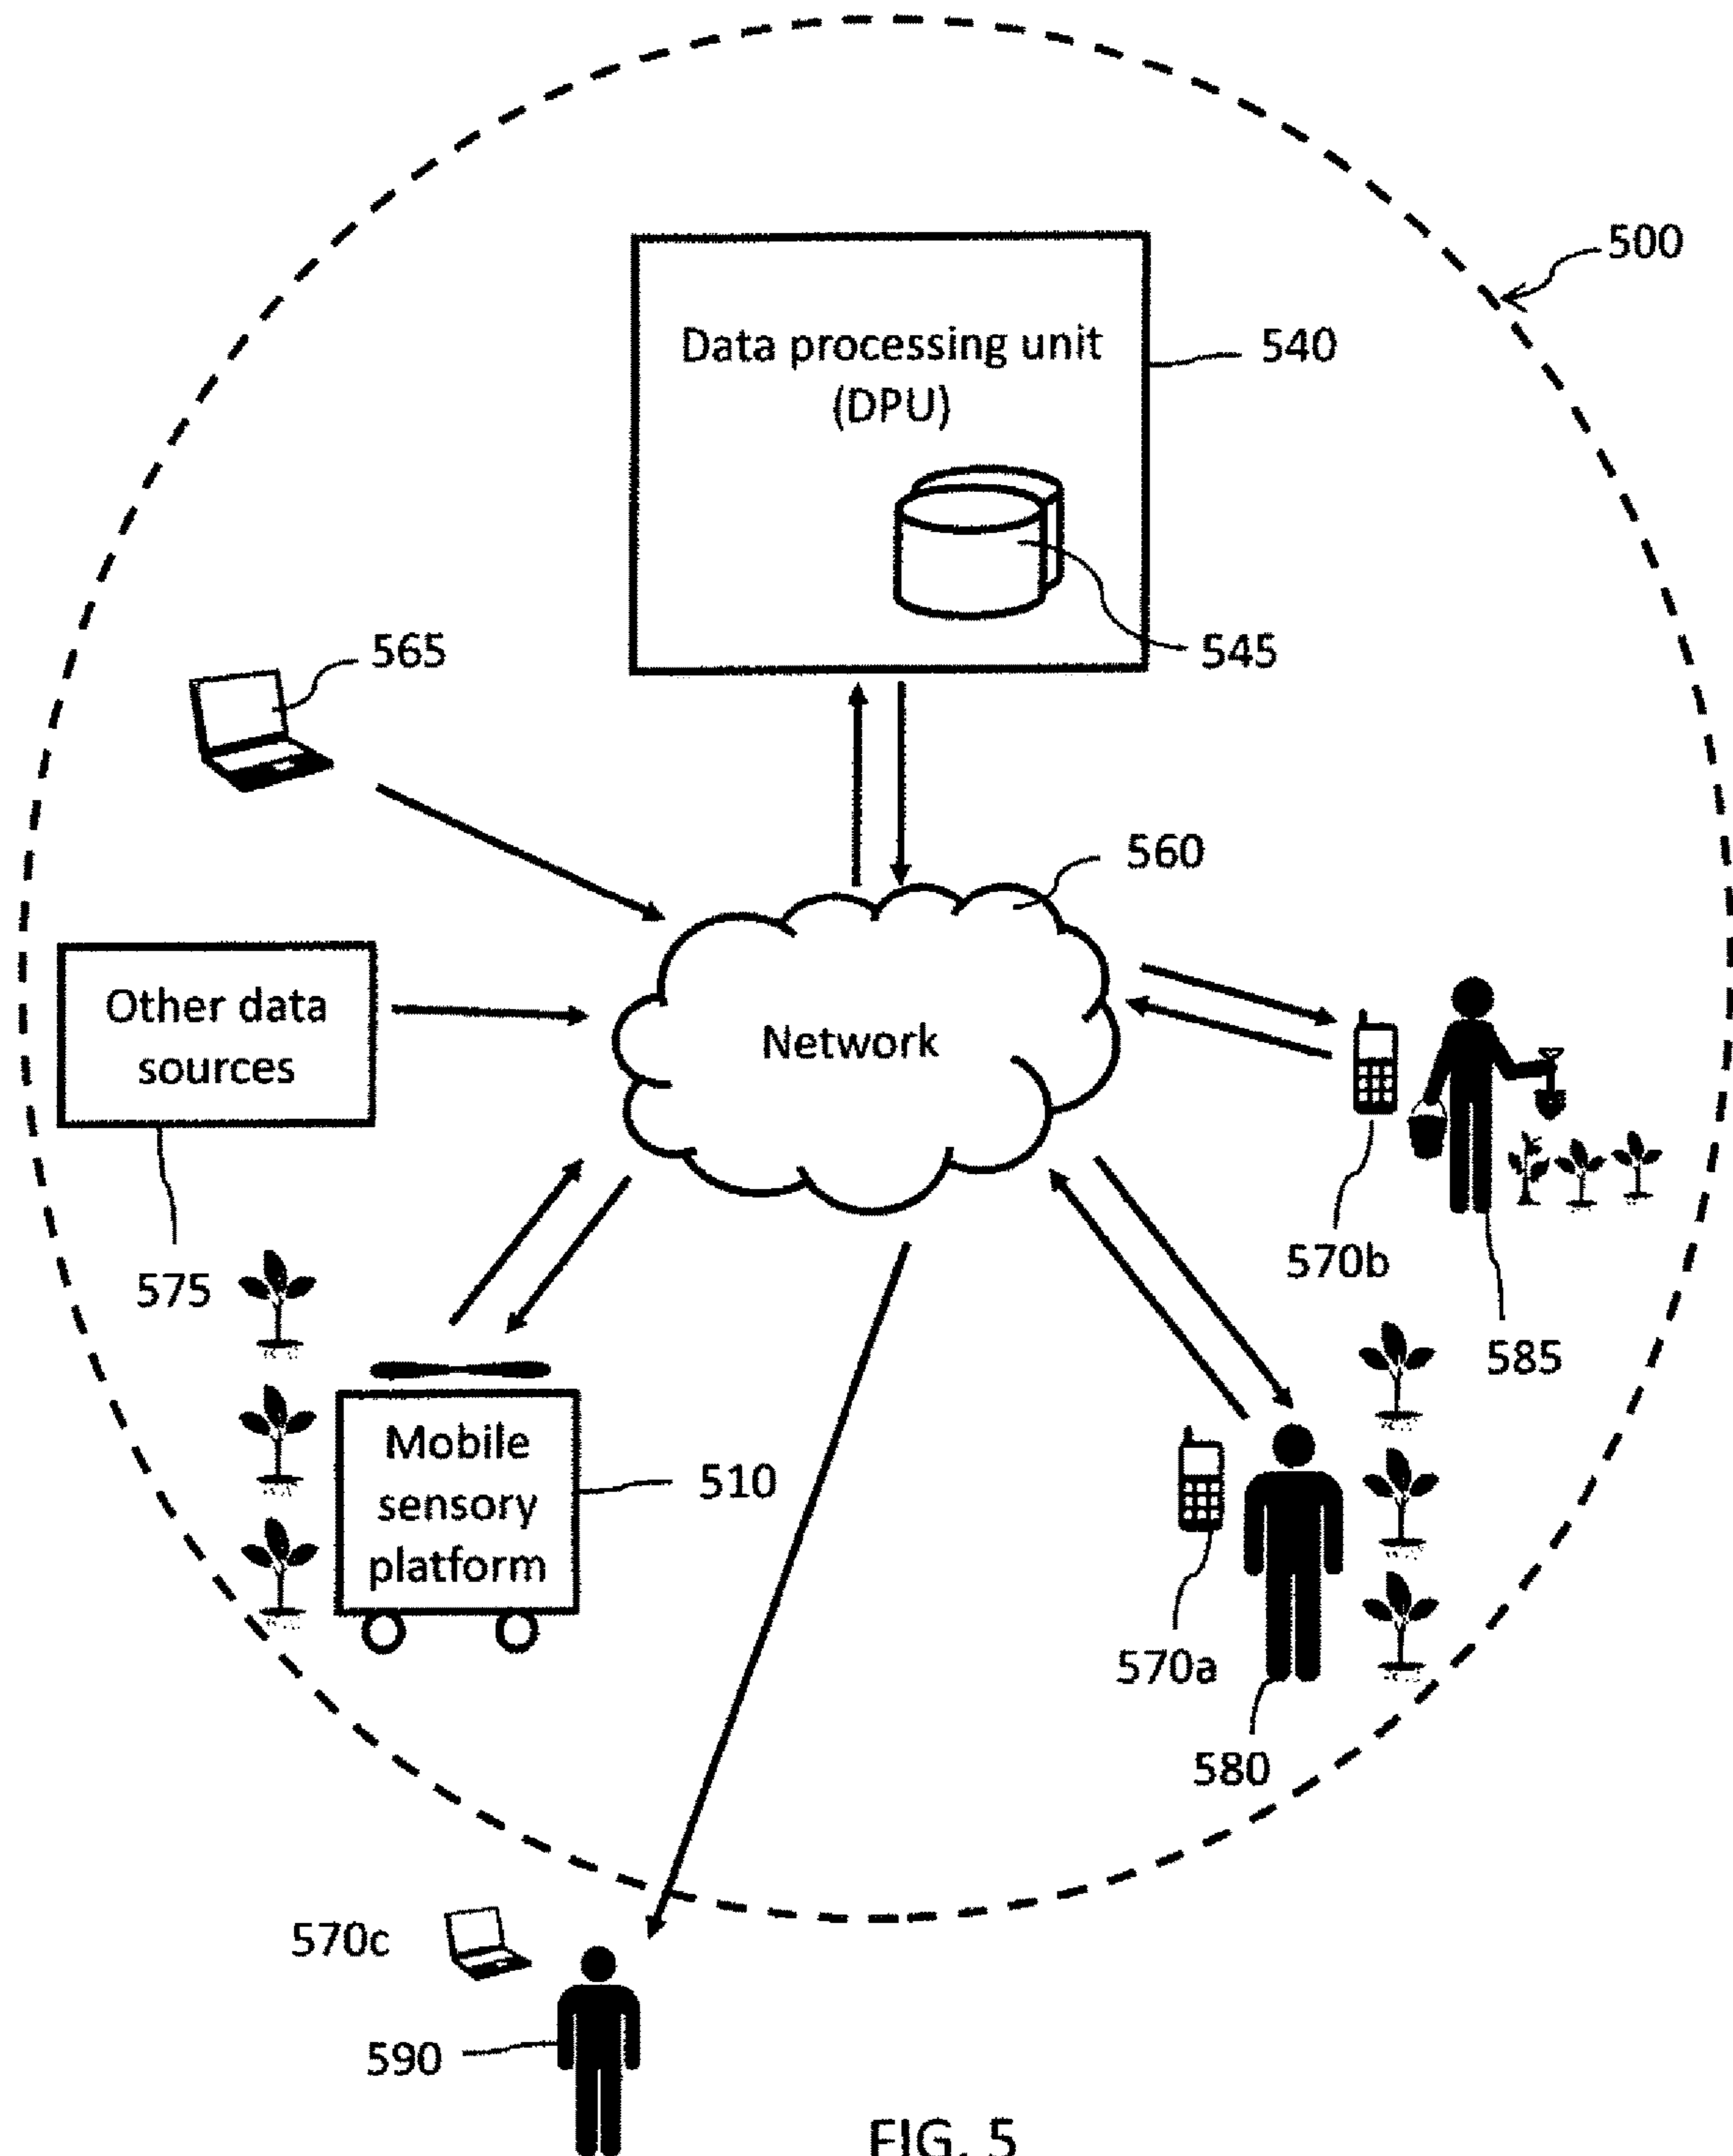 500
Data processing unit
(DPU)
540
545
565
560
Other data
sources
Network
575
570b
585
Mobile
sensory
platform
510
570a
580
570c
590
FIG. 5